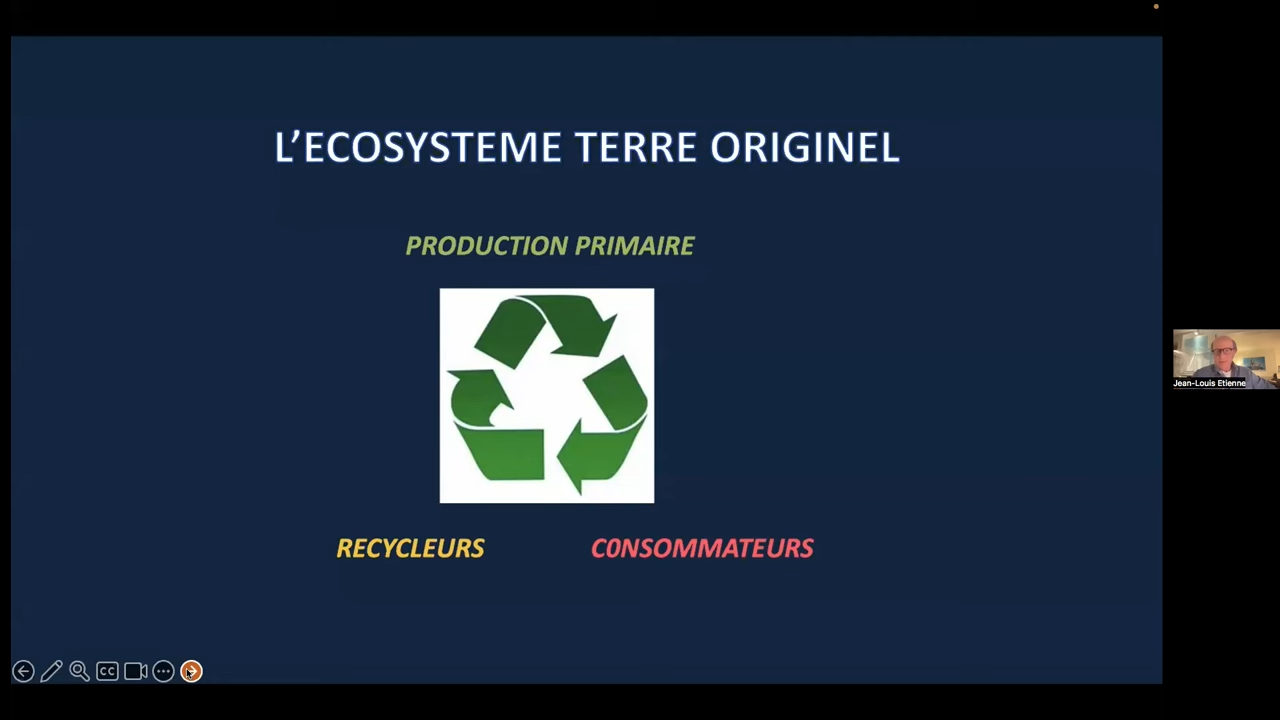 L’ECOSYSTEME TERRE ORIGINEL
PRODUCTION PRIMAIRE
RECYCLEURS
C0NSOMMATEURS
Jean-Louis Etienne
CC